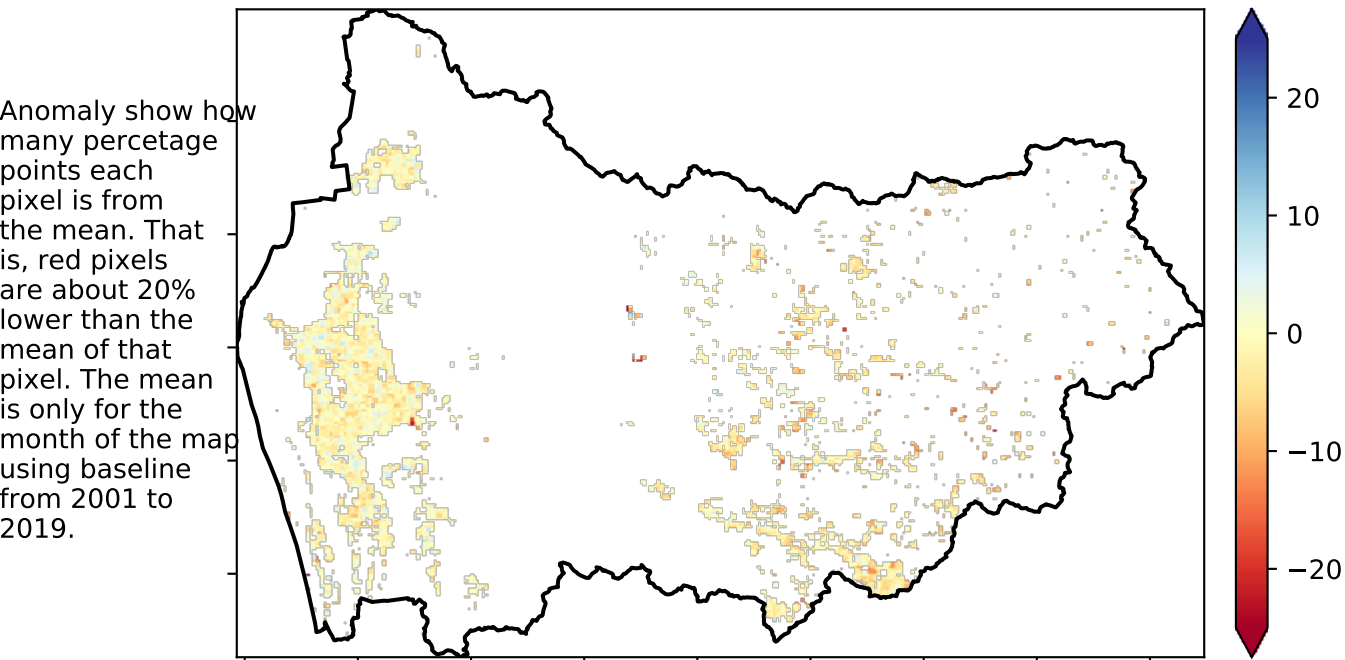 Anomaly show how
many percetage
points each
pixel is from
the mean. That
is, red pixels
are about 20%
lower than the
mean of that
pixel. The mean
is only for the
month of the map
using baseline
from 2001 to
2019.
20
10
0
−10
−20